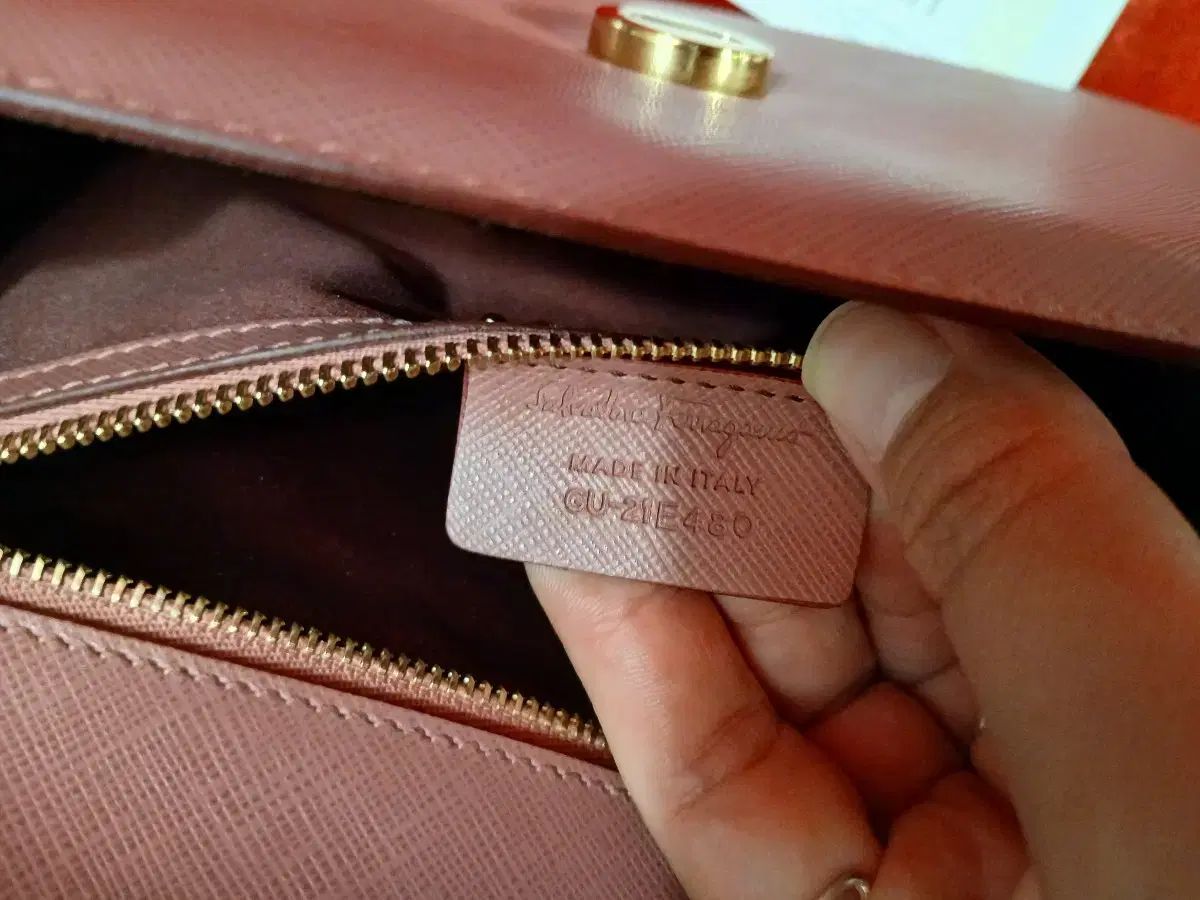 Salvatore Ferragamo
MADE IN ITALY
GU-21E480